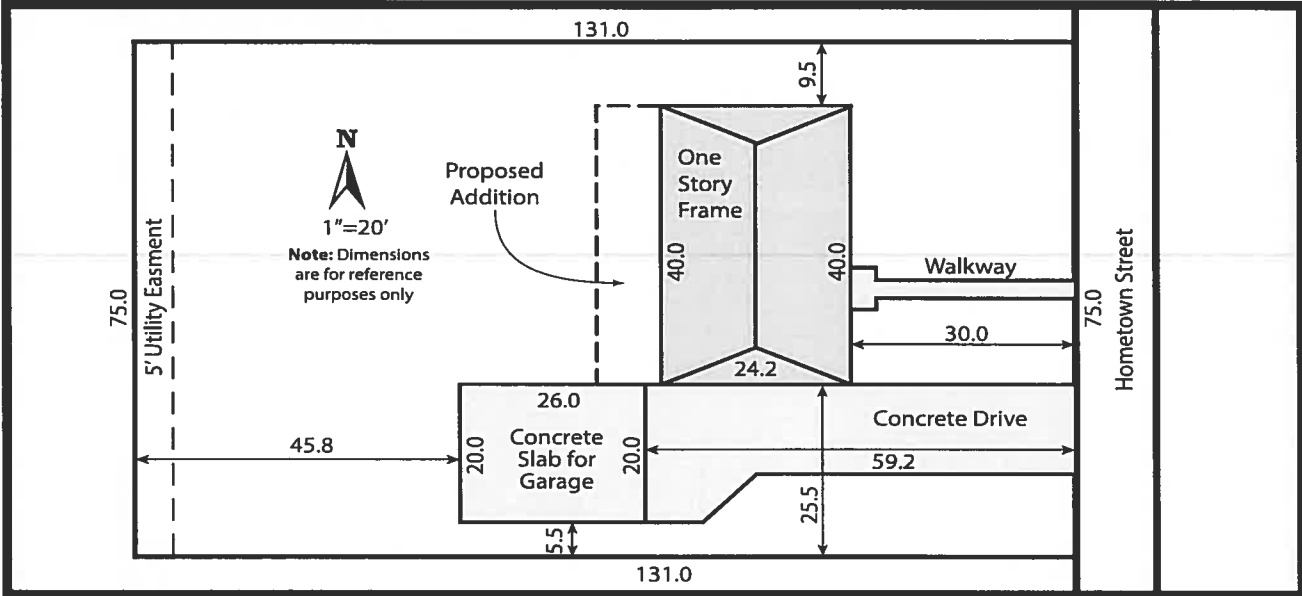 131.0
9.5
N
1"=20'
Note: Dimensions
are for reference
purposes only
Proposed
Addition
One
Story
Frame
40.0
40.0
Walkway
30.0
75.0
Hometown Street
75.0
5' Utility Easment
24.2
26.0
Concrete
Slab for
Garage
20.0
20.0
45.8
Concrete Drive
59.2
25.5
5.5
131.0